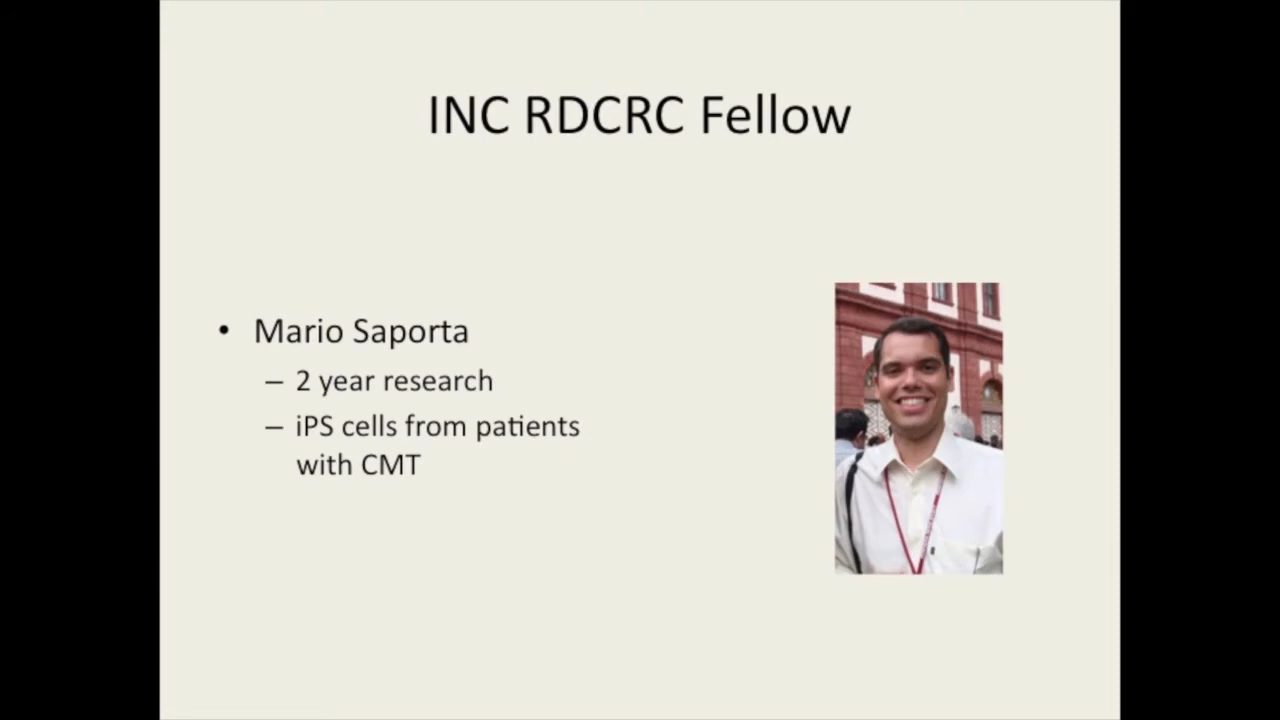 INC RDCRC Fellow
• Mario Saporta
– 2 year research
– iPS cells from patients
with CMT